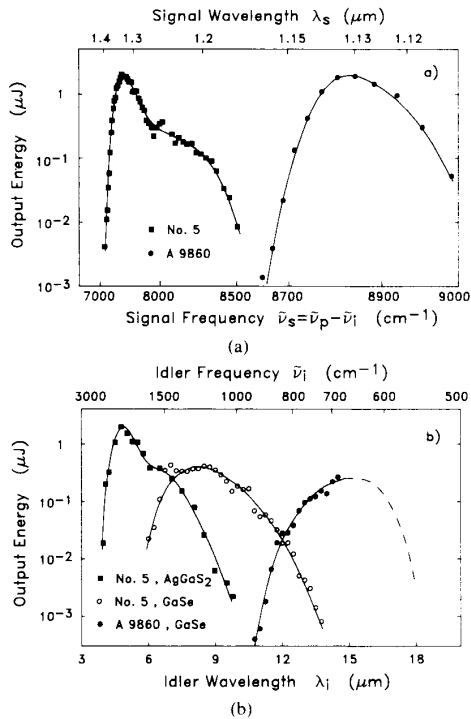 Signal Wavelength λs (μm)
1.4 1.3 1.2 1.15 1.14 1.13 1.12
a)
Output Energy (μJ)
1
10⁻¹
10⁻²
10⁻³
■ No. 5
● A 9860
7000 8000 8500 8700 8900 9000
Signal Frequency ν̃s=ν̃p−ν̃i (cm⁻¹)
(a)
Idler Frequency ν̃i (cm⁻¹)
3000 1500 1000 800 700 600 500
b)
Output Energy (μJ)
1
10⁻¹
10⁻²
10⁻³
■ No. 5 , AgGaS₂
○ No. 5 , GaSe
● A 9860 , GaSe
3 6 9 12 15 18
Idler Wavelength λi (μm)
(b)